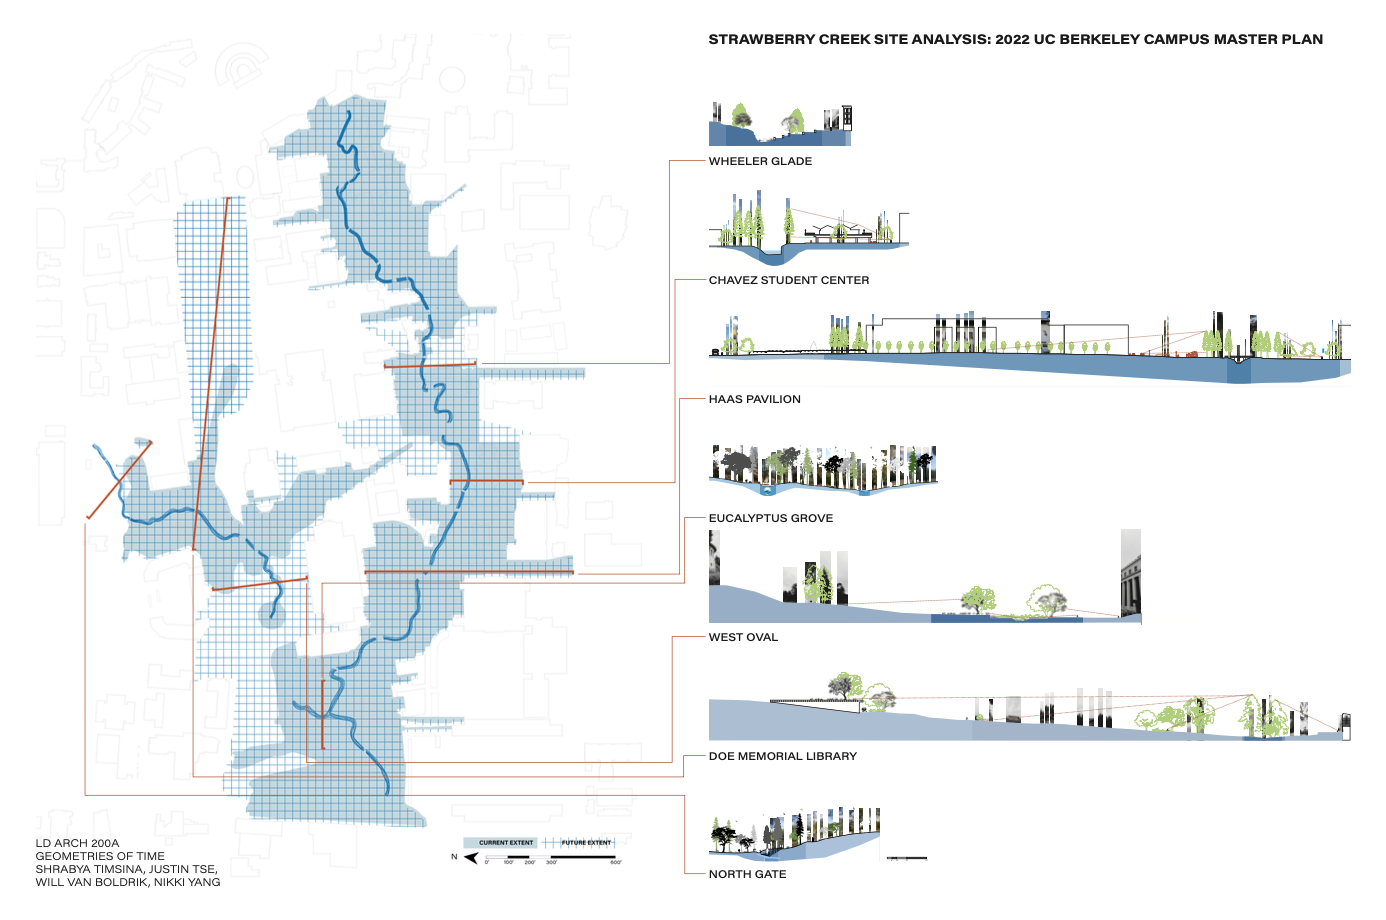 STRAWBERRY CREEK SITE ANALYSIS: 2022 UC BERKELEY CAMPUS MASTER PLAN
WHEELER GLADE
CHAVEZ STUDENT CENTER
HAAS PAVILION
EUCALYPTUS GROVE
WEST OVAL
DOE MEMORIAL LIBRARY
NORTH GATE
LD ARCH 200A
GEOMETRIES OF TIME
SHRABYA TIMSINA, JUSTIN TSE,
WILL VAN BOLDRIK, NIKKI YANG
CURRENT EXTENT FUTURE EXTENT
N
0' 100' 200' 300' 600'